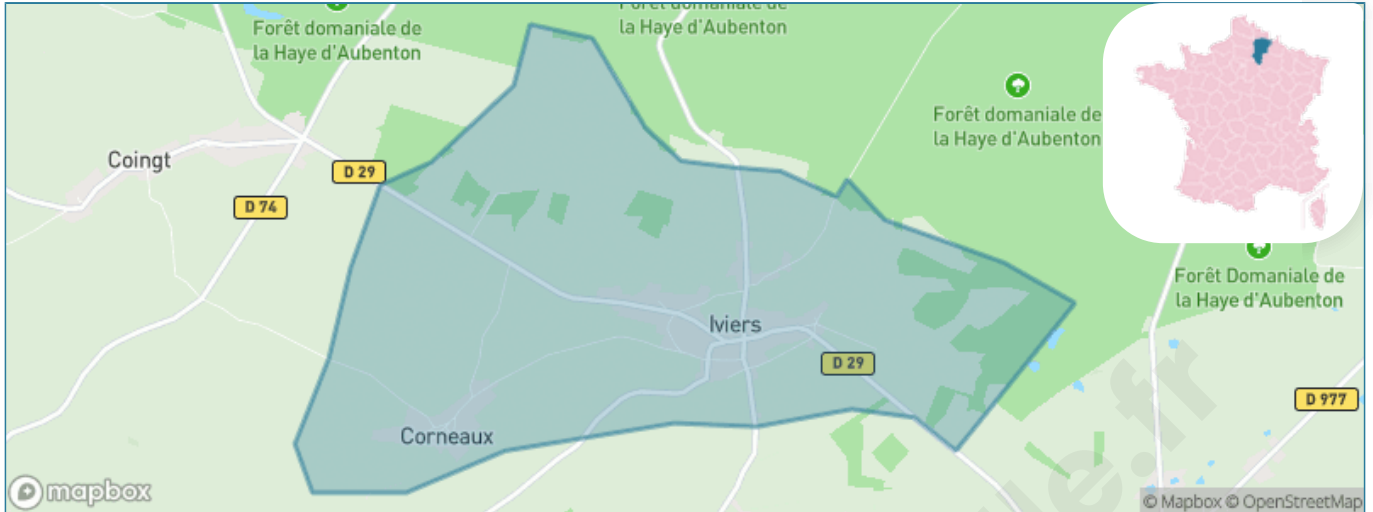 Forêt domaniale de
la Haye d'Aubenton
Forêt domaniale de
la Haye d'Aubenton
Forêt domaniale de
la Haye d'Aubenton
Coingt
D 29
D 74
Forêt Domaniale de
la Haye d'Aubenton
Iviers
D 29
D 977
Corneaux
mapbox
© Mapbox © OpenStreetMap